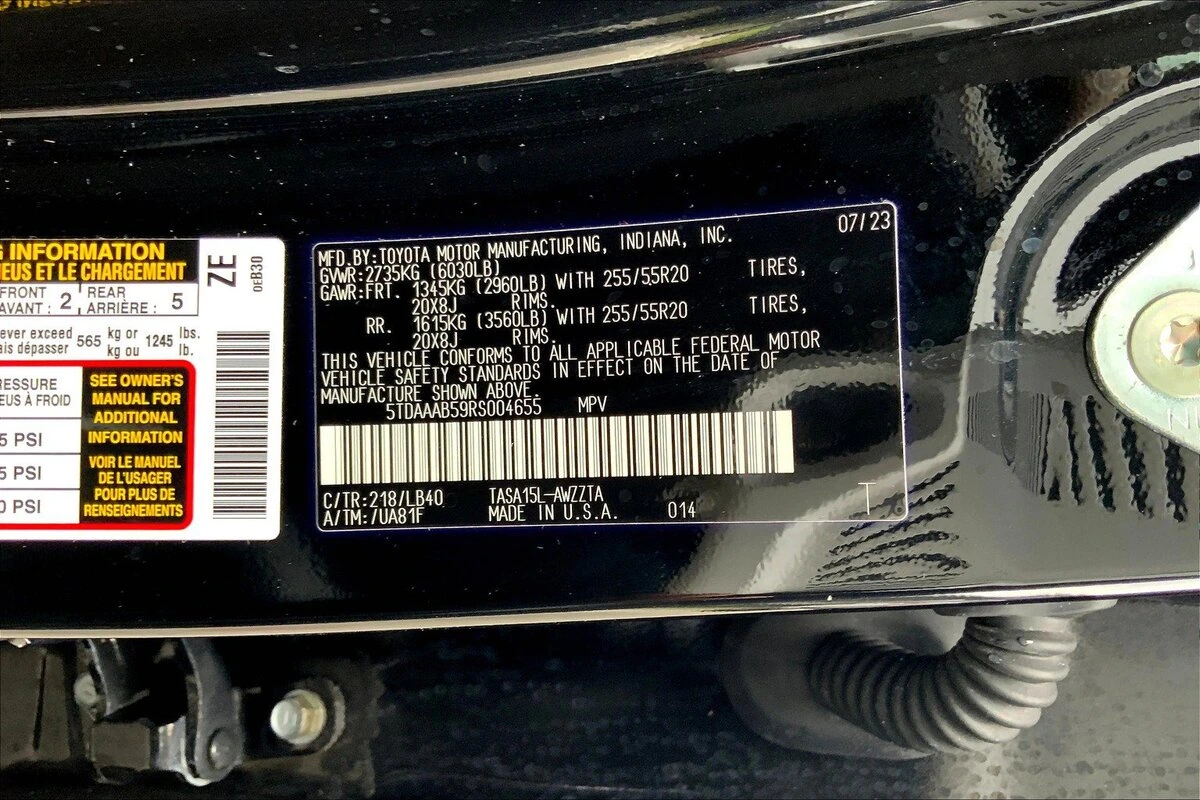 G INFORMATION
EUS ET LE CHARGEMENT
FRONT
AVANT : 2
REAR
ARRIÈRE : 5
ever exceed 565 kg or 1245 lbs.
ais dépasser kg ou lb.
RESSURE
EUS À FROID
5 PSI
5 PSI
0 PSI
SEE OWNER'S
MANUAL FOR
ADDITIONAL
INFORMATION
VOIR LE MANUEL
DE L'USAGER
POUR PLUS DE
RENSEIGNEMENTS
ZE
0EB30
07/23
MFD.BY:TOYOTA MOTOR MANUFACTURING, INDIANA, INC.
GVWR:2735KG (6030LB)
GAWR:FRT. 1345KG (2960LB) WITH 255/55R20 TIRES,
20X8J RIMS.
RR. 1615KG (3560LB) WITH 255/55R20 TIRES,
20X8J RIMS.
THIS VEHICLE CONFORMS TO ALL APPLICABLE FEDERAL MOTOR
VEHICLE SAFETY STANDARDS IN EFFECT ON THE DATE OF
MANUFACTURE SHOWN ABOVE.
5TDAAAB59RS004655 MPV
C/TR:218/LB40 TASA15L-AWZZTA
A/TM:/UA81F MADE IN U.S.A. 014
T